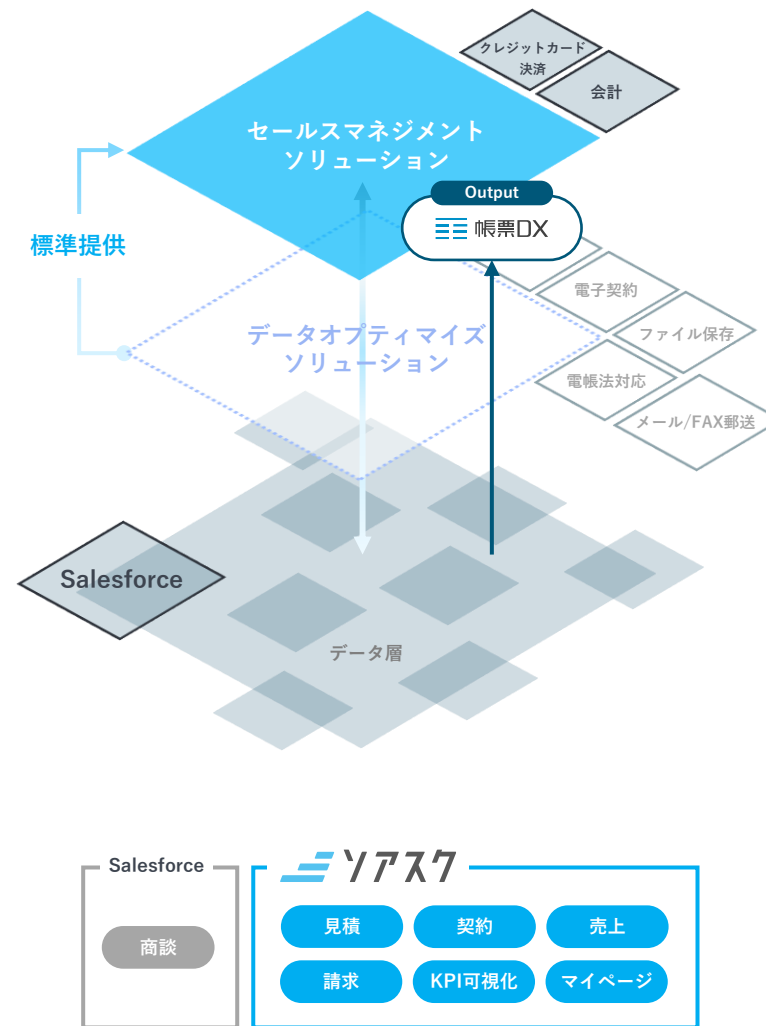 クレジットカード
決済
会計
セールスマネジメント
ソリューション
Output
帳票DX
標準提供
電子契約
データオプティマイズ
ソリューション
ファイル保存
電帳法対応
メール/FAX郵送
Salesforce
データ層
Salesforce
ソアスク
商談
見積
契約
売上
請求
KPI可視化
マイページ